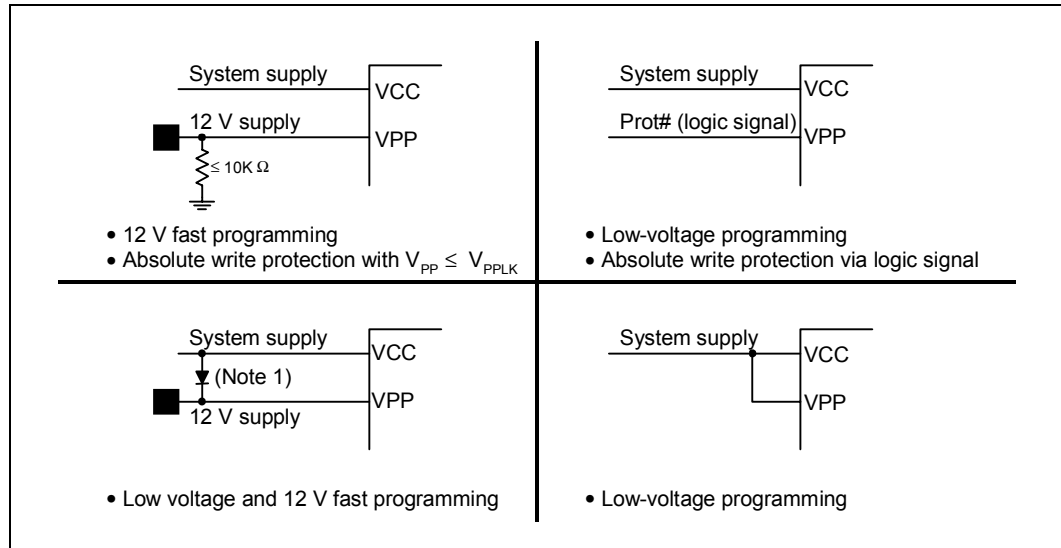 System supply
VCC
12 V supply
VPP
≤ 10K Ω
• 12 V fast programming
• Absolute write protection with VPP ≤ VPPLK
System supply
VCC
Prot# (logic signal)
VPP
• Low-voltage programming
• Absolute write protection via logic signal
System supply
VCC
(Note 1)
VPP
12 V supply
• Low voltage and 12 V fast programming
System supply
VCC
VPP
• Low-voltage programming